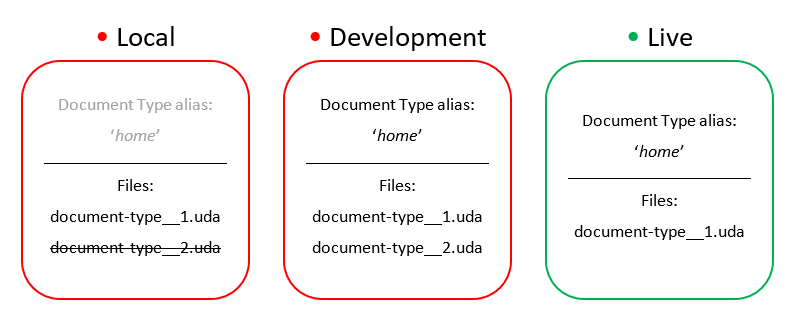 Local
Document Type alias:
‘home’
Files:
document-type__1.uda
document-type__2.uda
Development
Document Type alias:
‘home’
Files:
document-type__1.uda
document-type__2.uda
Live
Document Type alias:
‘home’
Files:
document-type__1.uda